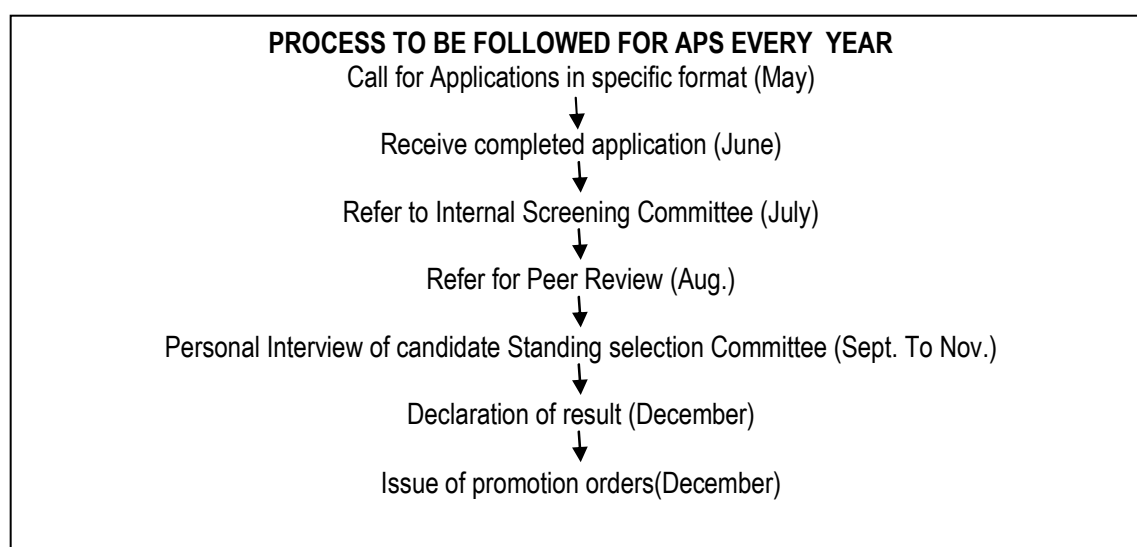 PROCESS TO BE FOLLOWED FOR APS EVERY YEAR
Call for Applications in specific format (May)
Receive completed application (June)
Refer to Internal Screening Committee (July)
Refer for Peer Review (Aug.)
Personal Interview of candidate Standing selection Committee (Sept. To Nov.)
Declaration of result (December)
Issue of promotion orders(December)